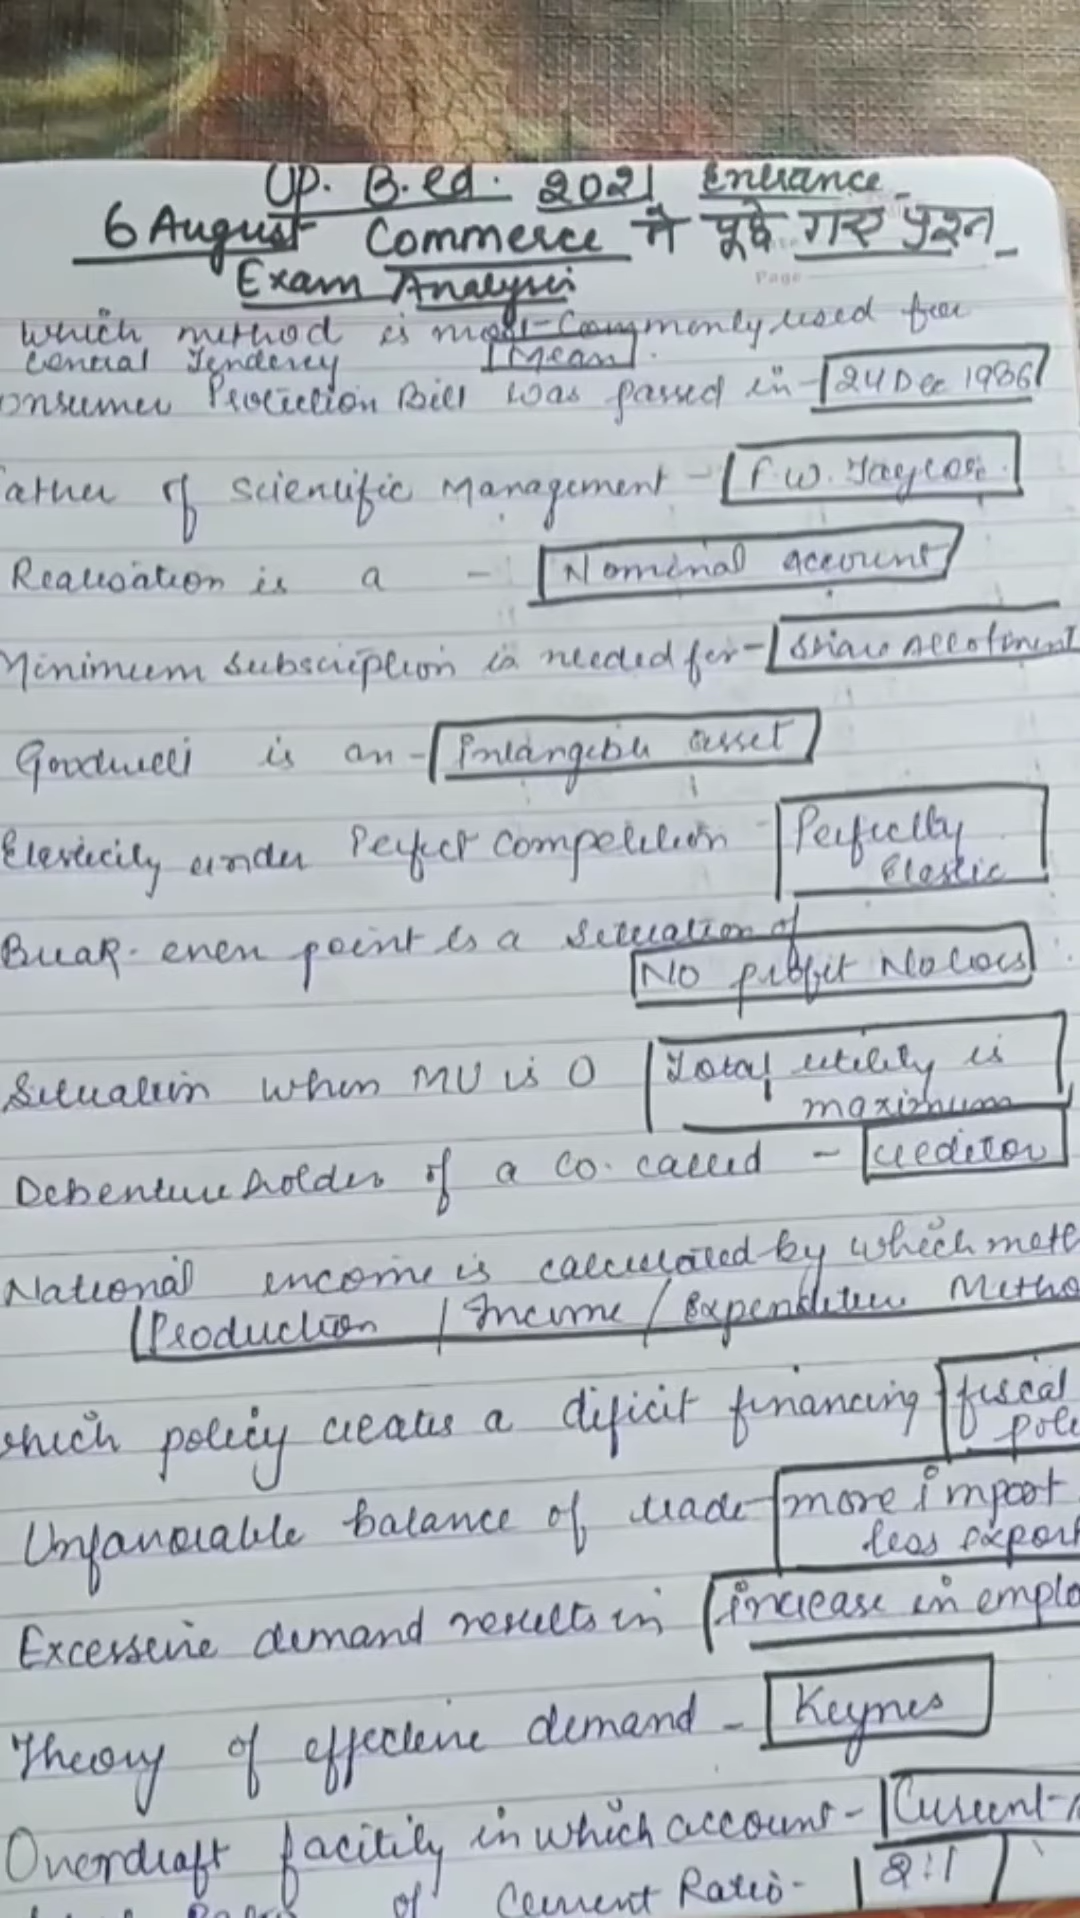 UP. B.ed. 2021 Entrance
6 August Commerce में पूछे गए प्रश्न
Exam Analysis
Page
which method is most Commonly used for
Central Tendency Mean.
onsumer Protection Bill was passed in - 24 Dec 1986
ather of scientific Management - F.W. Taylor.
Realisation is a - Nominal account
Minimum subscription is needed for - Share Allotment
Goodwill is an - Intangible asset
Elasticity under Perfect Competition - Perfectly
Elastic
Break-even point is a situation of
No profit No loss
Situation when MU is 0 Total utility is
maximum
Debenture holder of a co. called - creditor
National income is calculated by which meth
Production / Income / Expenditure Metho
which policy creates a deficit financing fiscal
poli
Unfavorable balance of trade - more import
less export
Excessive demand results in increase in emplo
Theory of effective demand - Keynes
Overdraft facility in which account - Current
of Current Ratio - 2:1